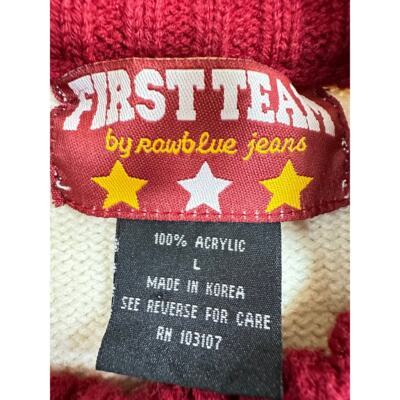 FIRST TEAM
by rawblue jeans
100% ACRYLIC
L
MADE IN KOREA
SEE REVERSE FOR CARE
RN 103107